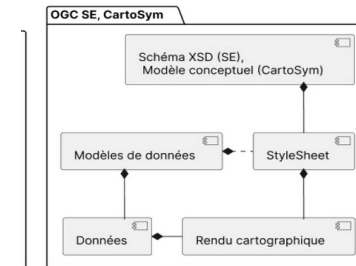 OGC SE, CartoSym
Schéma XSD (SE),
Modèle conceptuel (CartoSym)
Modèles de données
StyleSheet
Données
Rendu cartographique